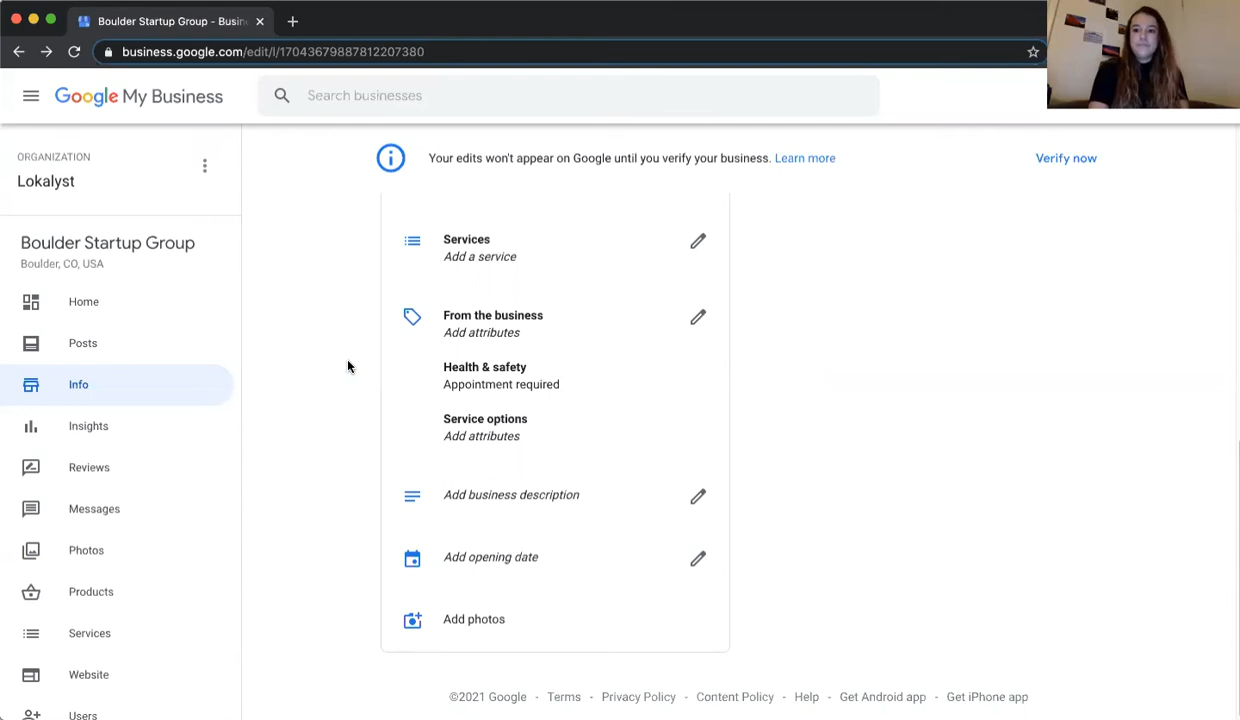 Boulder Startup Group - Busin
business.google.com/edit/l/17043679887812207380
Google My Business
Search businesses
ORGANIZATION
Lokalyst
Your edits won't appear on Google until you verify your business. Learn more
Verify now
Boulder Startup Group
Boulder, CO, USA
Home
Posts
Info
Insights
Reviews
Messages
Photos
Products
Services
Website
Users
Services
Add a service
From the business
Add attributes
Health & safety
Appointment required
Service options
Add attributes
Add business description
Add opening date
Add photos
©2021 Google - Terms - Privacy Policy - Content Policy - Help - Get Android app - Get iPhone app